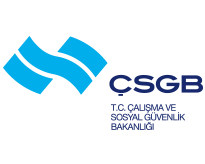 ÇSGB
T.C. ÇALIŞMA VE
SOSYAL GÜVENLİK
BAKANLIĞI